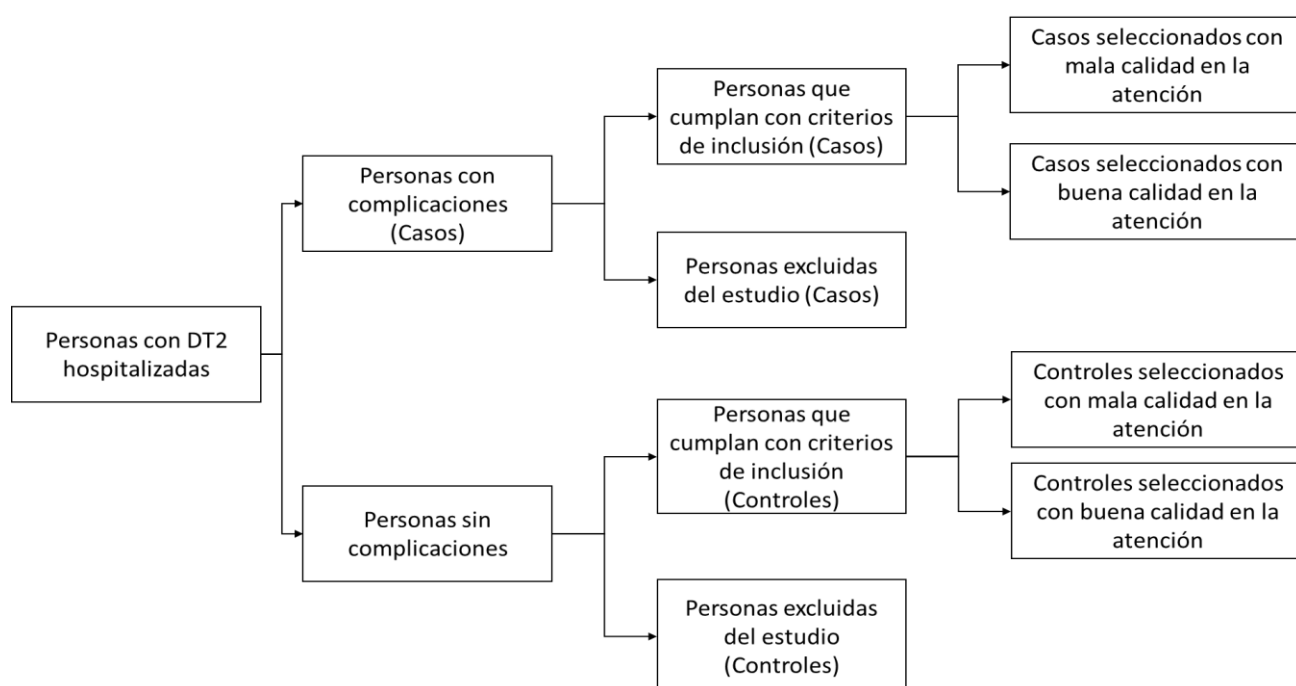 Personas con DT2
hospitalizadas
Personas con
complicaciones
(Casos)
Personas que
cumplan con criterios
de inclusión (Casos)
Casos seleccionados con
mala calidad en la
atención
Casos seleccionados con
buena calidad en la
atención
Personas excluidas
del estudio (Casos)
Personas sin
complicaciones
Personas que
cumplan con criterios
de inclusión
(Controles)
Controles seleccionados
con mala calidad en la
atención
Controles seleccionados
con buena calidad en la
atención
Personas excluidas
del estudio
(Controles)